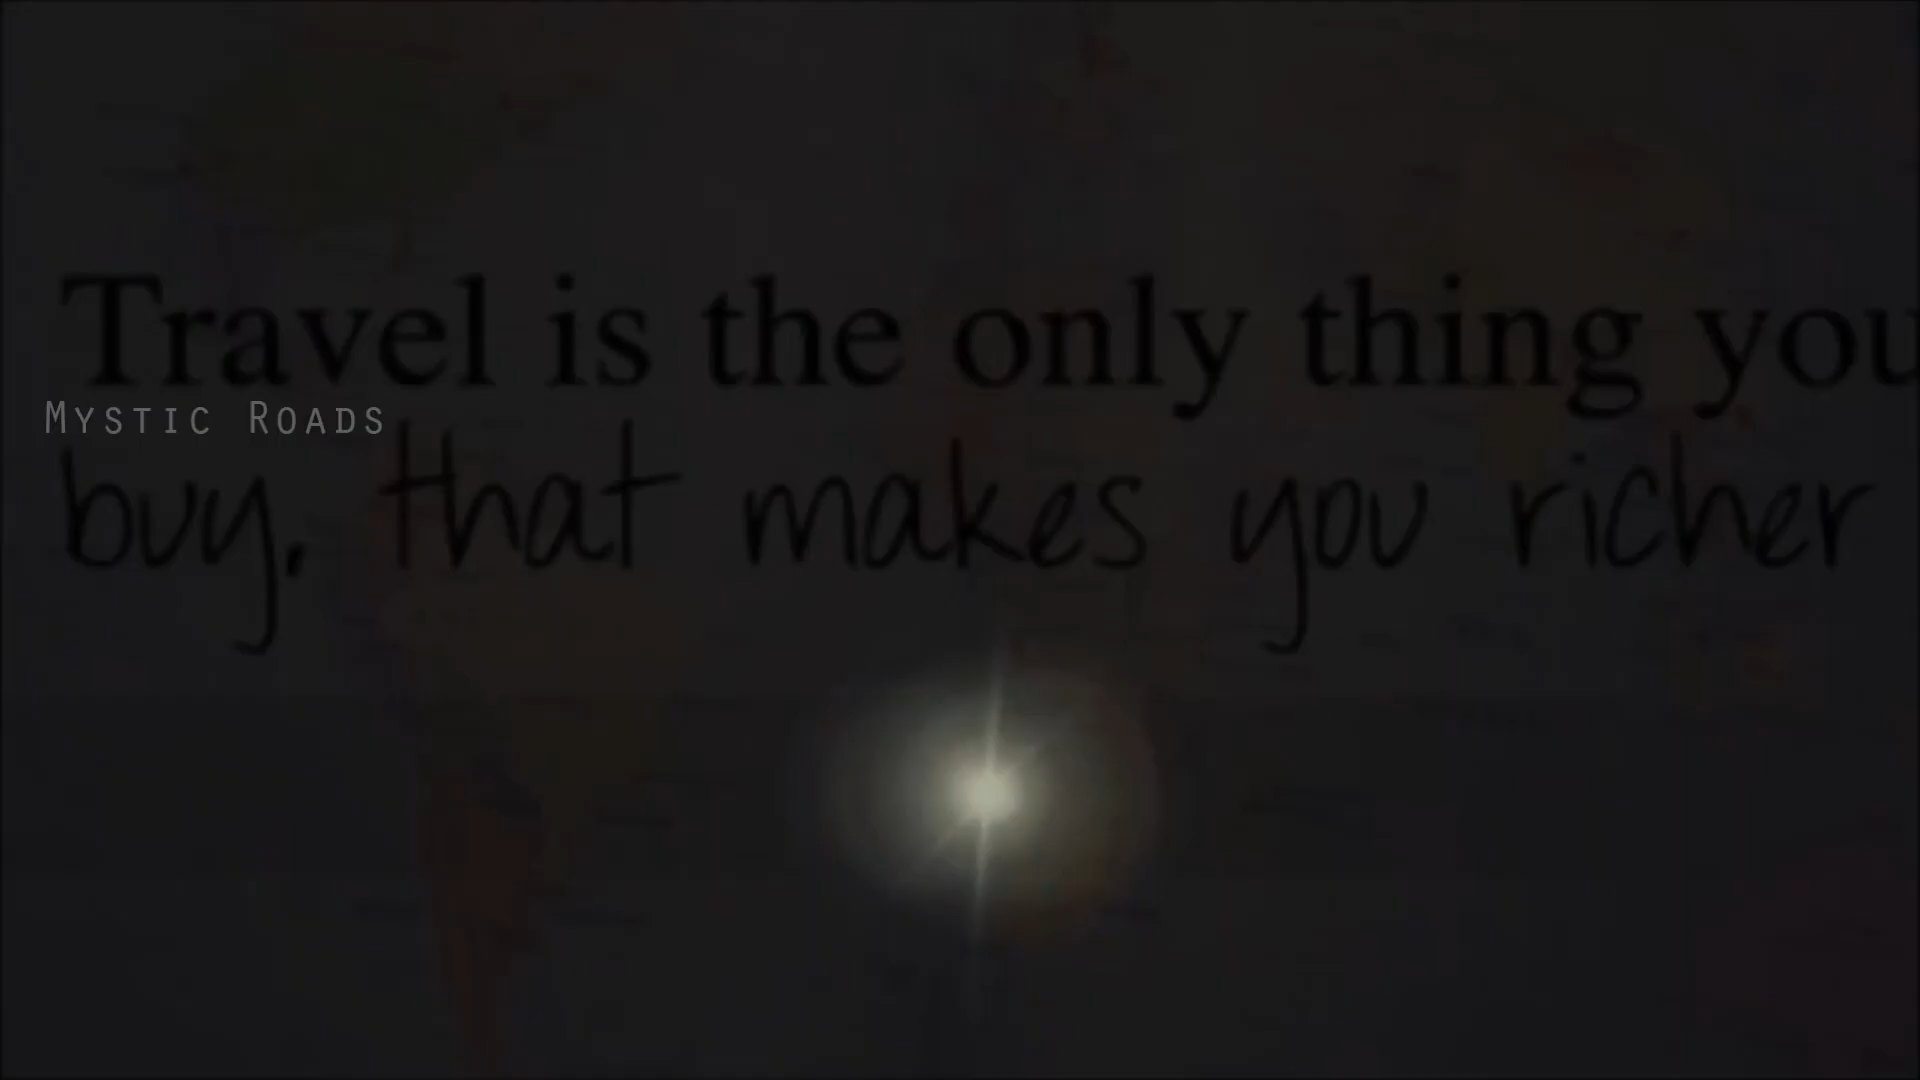 Travel is the only thing you
Mystic Roads
buy, that makes you richer